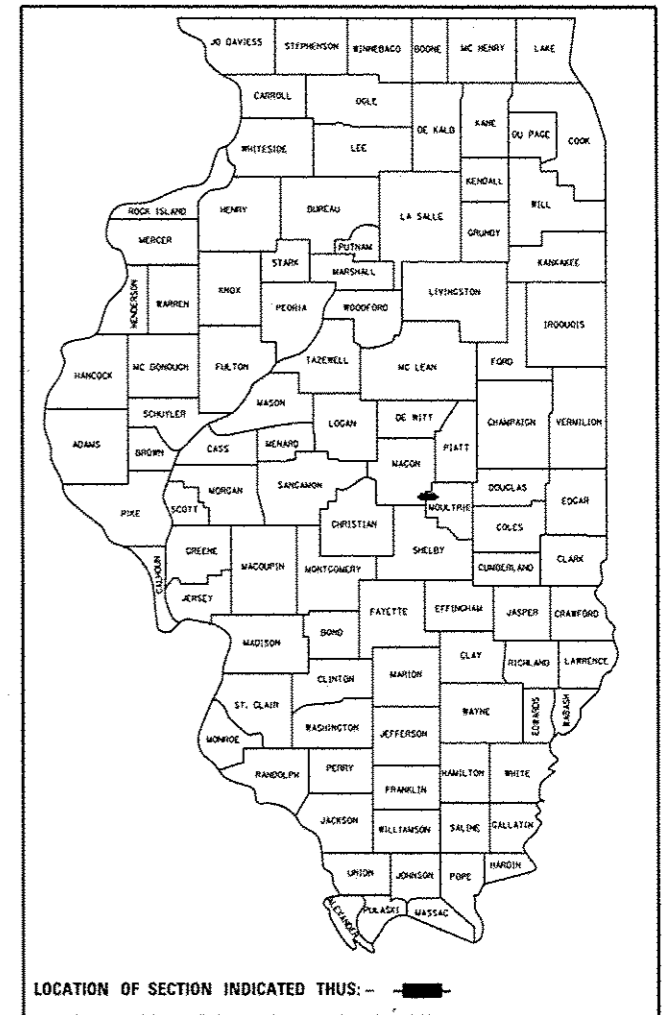 JO DAVIESS STEPHENSON WINNEBAGO BOONE MC HENRY LAKE
CARROLL OGLE DE KALB KANE DU PAGE COOK
WHITESIDE LEE KENDALL WILL
ROCK ISLAND HENRY BUREAU LA SALLE GRUNDY
MERCER PUTNAM KANKAKEE
HENDERSON WARREN KNOX STARK MARSHALL LIVINGSTON
PEORIA WOODFORD IROQUOIS
HANCOCK MC DONOUGH FULTON TAZEWELL MC LEAN FORD
SCHUYLER MASON LOGAN DE WITT CHAMPAIGN VERMILION
ADAMS BROWN CASS MENARD MACON PIATT
PIKE SCOTT MORGAN SANGAMON MOULTRIE DOUGLAS EDGAR
CHRISTIAN COLES
CALHOUN GREENE MACOUPIN MONTGOMERY SHELBY CUMBERLAND CLARK
JERSEY FAYETTE EFFINGHAM JASPER CRAWFORD
MADISON BOND CLAY RICHLAND LAWRENCE
CLINTON MARION
ST. CLAIR WASHINGTON WAYNE EDWARDS WABASH
MONROE JEFFERSON
RANDOLPH PERRY HAMILTON WHITE
FRANKLIN
JACKSON WILLIAMSON SALINE GALLATIN
UNION JOHNSON POPE HARDIN
ALEXANDER PULASKI MASSAC
LOCATION OF SECTION INDICATED THUS: -